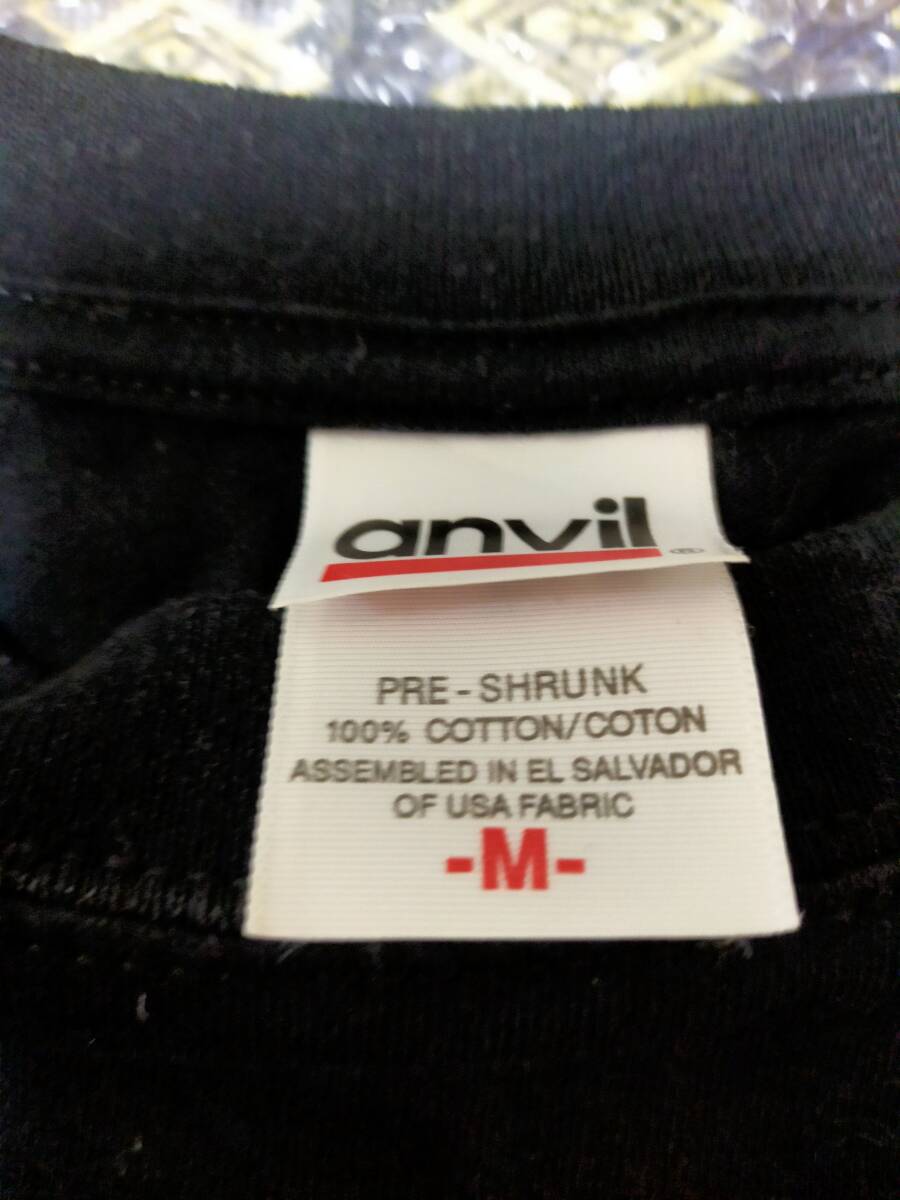 anvil
PRE-SHRUNK
100% COTTON/COTON
ASSEMBLED IN EL SALVADOR
OF USA FABRIC
-M-